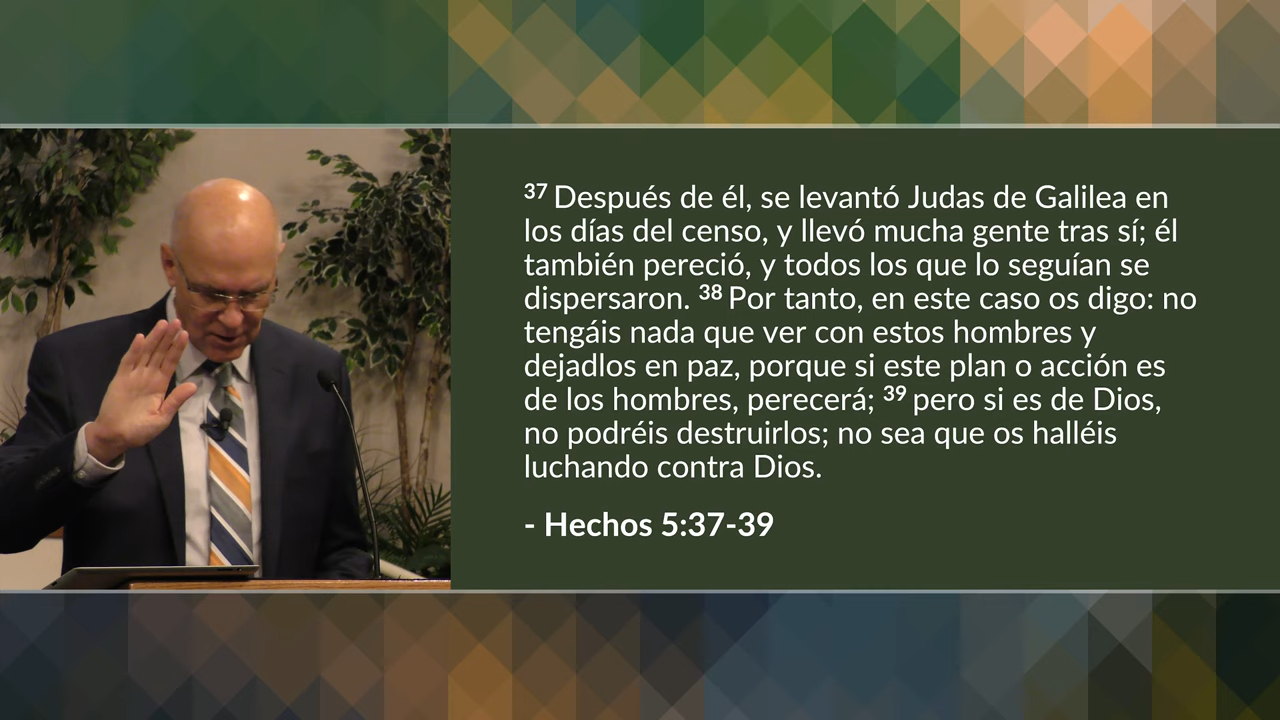 37 Después de él, se levantó Judas de Galilea en
los días del censo, y llevó mucha gente tras sí; él
también pereció, y todos los que lo seguían se
dispersaron. 38 Por tanto, en este caso os digo: no
tengáis nada que ver con estos hombres y
dejadlos en paz, porque si este plan o acción es
de los hombres, perecerá; 39 pero si es de Dios,
no podréis destruirlos; no sea que os halléis
luchando contra Dios.
- Hechos 5:37-39